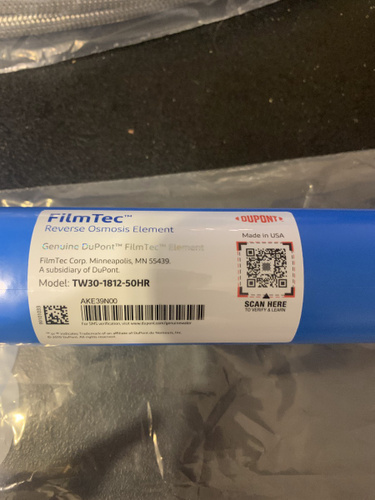 FilmTec™
Reverse Osmosis Element
Genuine DuPont™ FilmTec™ Element
FilmTec Corp. Minneapolis, MN 55439.
A subsidiary of DuPont.
Model: TW30-1812-50HR
AKE39N00
◂DUPONT▸
Made in USA
SCAN HERE
TO VERIFY & LEARN